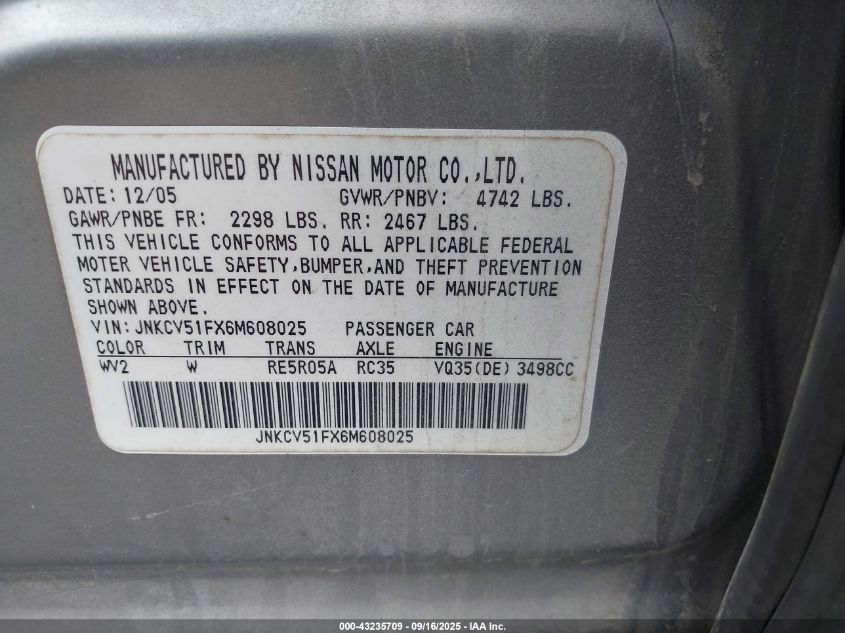 MANUFACTURED BY NISSAN MOTOR CO.,LTD.
DATE: 12/05 GVWR/PNBV: 4742 LBS.
GAWR/PNBE FR: 2298 LBS. RR: 2467 LBS.
THIS VEHICLE CONFORMS TO ALL APPLICABLE FEDERAL
MOTER VEHICLE SAFETY,BUMPER,AND THEFT PREVENTION
STANDARDS IN EFFECT ON THE DATE OF MANUFACTURE
SHOWN ABOVE.
VIN: JNKCV51FX6M608025 PASSENGER CAR
COLOR TRIM TRANS AXLE ENGINE
WV2 W RE5R05A RC35 VQ35(DE) 3498CC
JNKCV51FX6M608025
000-43235709 - 09/16/2025 - IAA Inc.